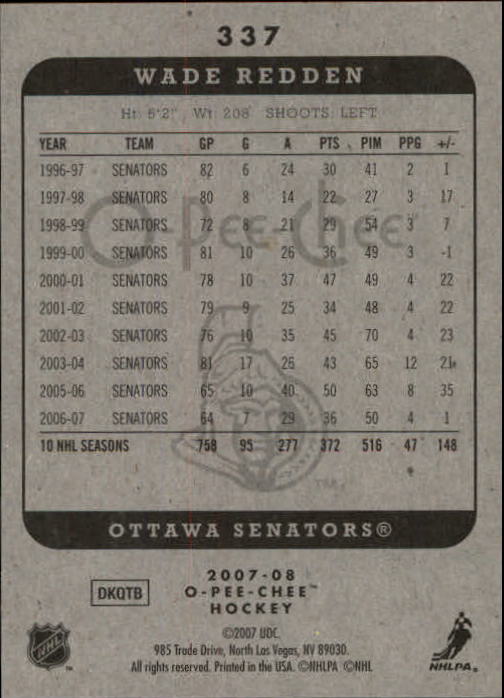 337
WADE REDDEN
Ht: 6'2" Wt: 208 SHOOTS: LEFT
YEAR TEAM GP G A PTS PIM PPG +/-
1996-97 SENATORS 82 6 24 30 41 2 1
1997-98 SENATORS 80 8 14 22 27 3 17
1998-99 SENATORS 72 8 21 29 54 3 7
1999-00 SENATORS 81 10 26 36 49 3 -1
2000-01 SENATORS 78 10 37 47 49 4 22
2001-02 SENATORS 79 9 25 34 48 4 22
2002-03 SENATORS 76 10 35 45 70 4 23
2003-04 SENATORS 81 17 26 43 65 12 21
2005-06 SENATORS 65 10 40 50 63 8 35
2006-07 SENATORS 64 7 29 36 50 4 1
10 NHL SEASONS 758 95 277 372 516 47 148
O-Pee-Chee
OTTAWA SENATORS®
2007-08
DKQTB O-PEE-CHEE™
HOCKEY
©2007 UDC.
985 Trade Drive, North Las Vegas, NV 89030.
All rights reserved. Printed in the USA. ©NHLPA ©NHL
NHL
NHLPA®